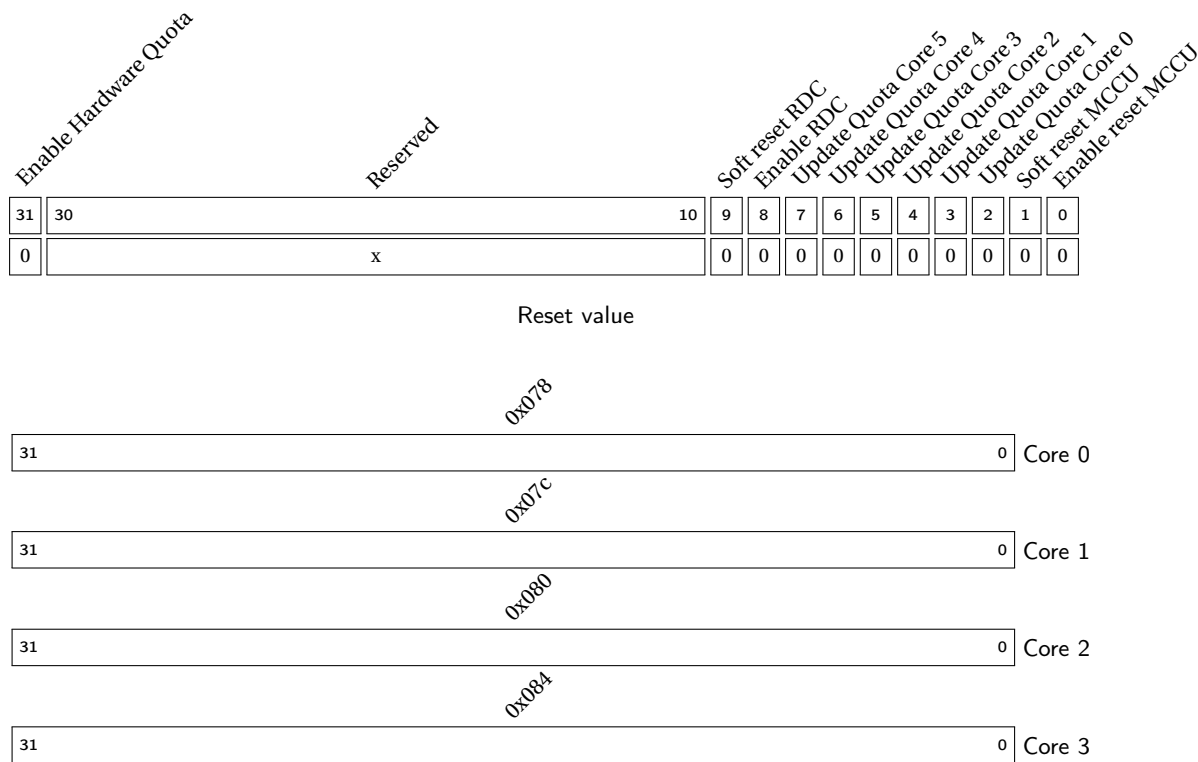 Enable Hardware Quota
Reserved
Soft reset RDC
Enable RDC
Update Quota Core 5
Update Quota Core 4
Update Quota Core 3
Update Quota Core 2
Update Quota Core 1
Update Quota Core 0
Soft reset MCCU
Enable reset MCCU
31 30 10 9 8 7 6 5 4 3 2 1 0
0 x 0 0 0 0 0 0 0 0 0 0
Reset value
0x078
31 0 Core 0
0x07c
31 0 Core 1
0x080
31 0 Core 2
0x084
31 0 Core 3